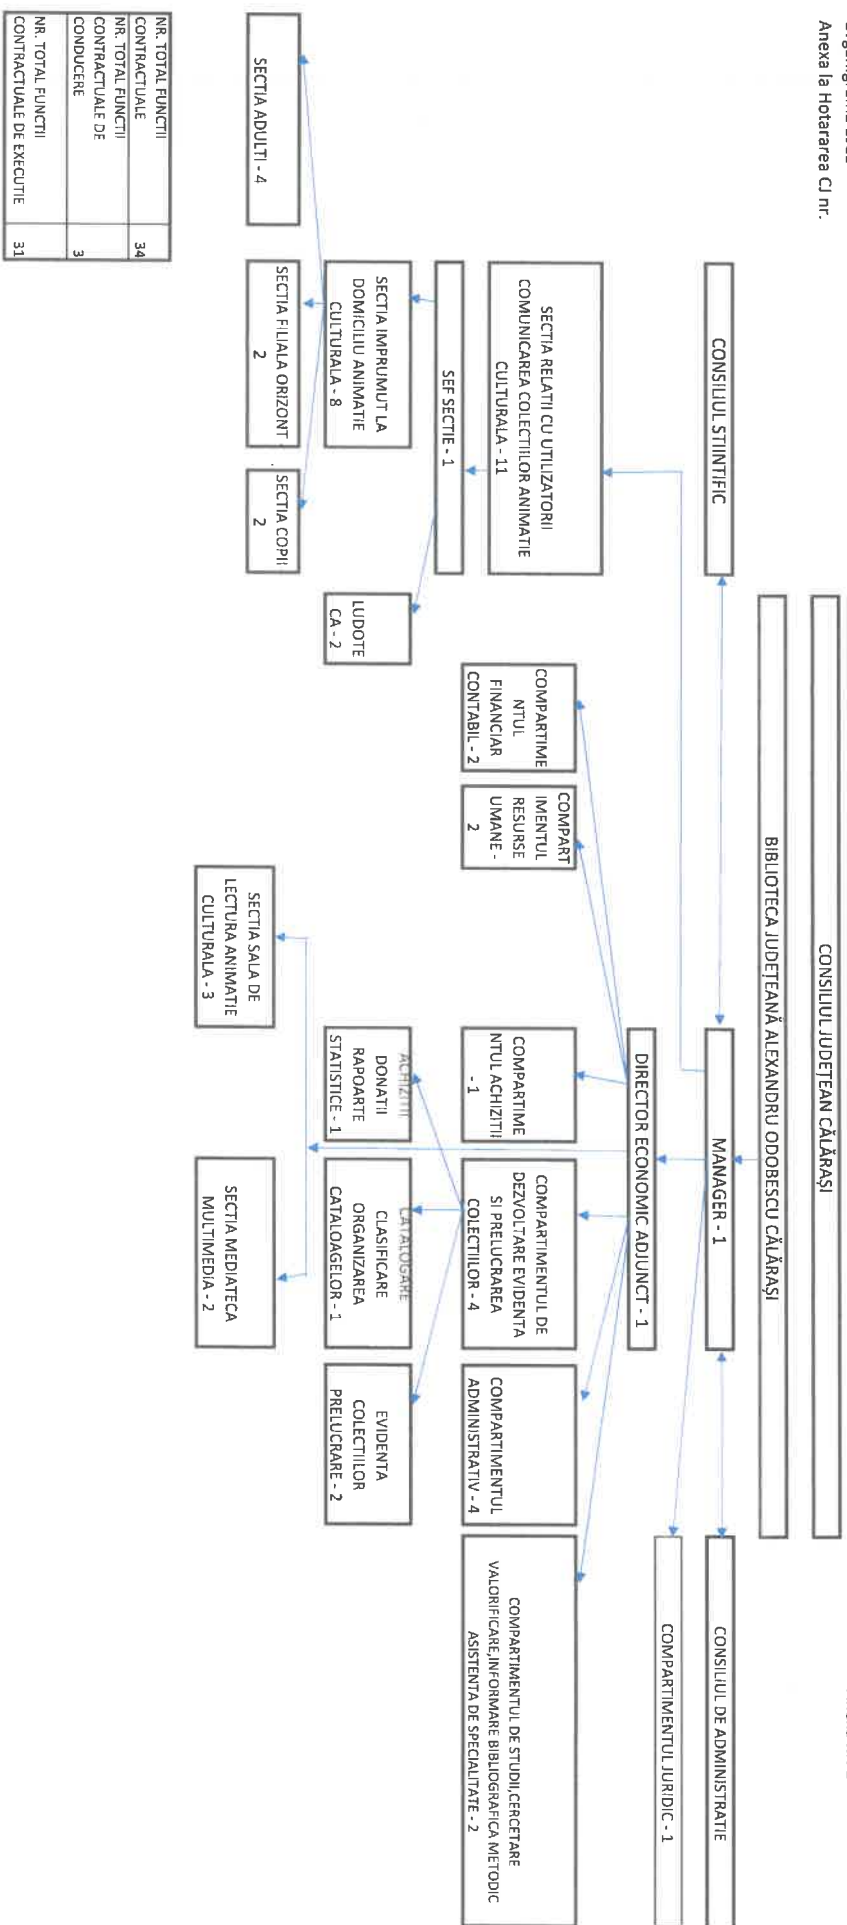 Anexa la Hotararea CJ nr.
CONSILIUL JUDEȚEAN CĂLĂRAȘI
BIBLIOTECA JUDEȚEANĂ ALEXANDRU ODOBESCU CĂLĂRAȘI
CONSILIUL STIINTIFIC
MANAGER - 1
CONSILIUL DE ADMINISTRATIE
COMPARTIMENTUL JURIDIC - 1
DIRECTOR ECONOMIC ADJUNCT - 1
SECTIA RELATII CU UTILIZATORII
COMUNICAREA COLECTIILOR ANIMATIE
CULTURALA - 11
COMPARTIME
NTUL
FINANCIAR
CONTABIL - 2
COMPART
IMENTUL
RESURSE
UMANE -
2
COMPARTIME
NTUL ACHIZITII
- 1
COMPARTIMENTUL DE
DEZVOLTARE EVIDENTA
SI PRELUCRAREA
COLECTIILOR - 4
COMPARTIMENTUL
ADMINISTRATIV - 4
COMPARTIMENTUL DE STUDII,CERCETARE
VALORIFICARE,INFORMARE BIBLIOGRAFICA METODIC
ASISTENTA DE SPECIALITATE - 2
SEF SECTIE - 1
SECTIA IMPRUMUT LA
DOMICILIU ANIMATIE
CULTURALA - 8
LUDOTE
CA - 2
ACHIZITII
DONATII
RAPOARTE
STATISTICE - 1
CATALOGARE
CLASIFICARE
ORGANIZAREA
CATALOAGELOR - 1
EVIDENTA
COLECTIILOR
PRELUCRARE - 2
SECTIA ADULTI - 4
SECTIA FILIALA ORIZONT
2
SECTIA COPII
2
SECTIA SALA DE
LECTURA ANIMATIE
CULTURALA - 3
SECTIA MEDIATECA
MULTIMEDIA - 2
NR. TOTAL FUNCTII
CONTRACTUALE 34
NR. TOTAL FUNCTII
CONTRACTUALE DE
CONDUCERE 3
NR. TOTAL FUNCTII
CONTRACTUALE DE EXECUTIE 31